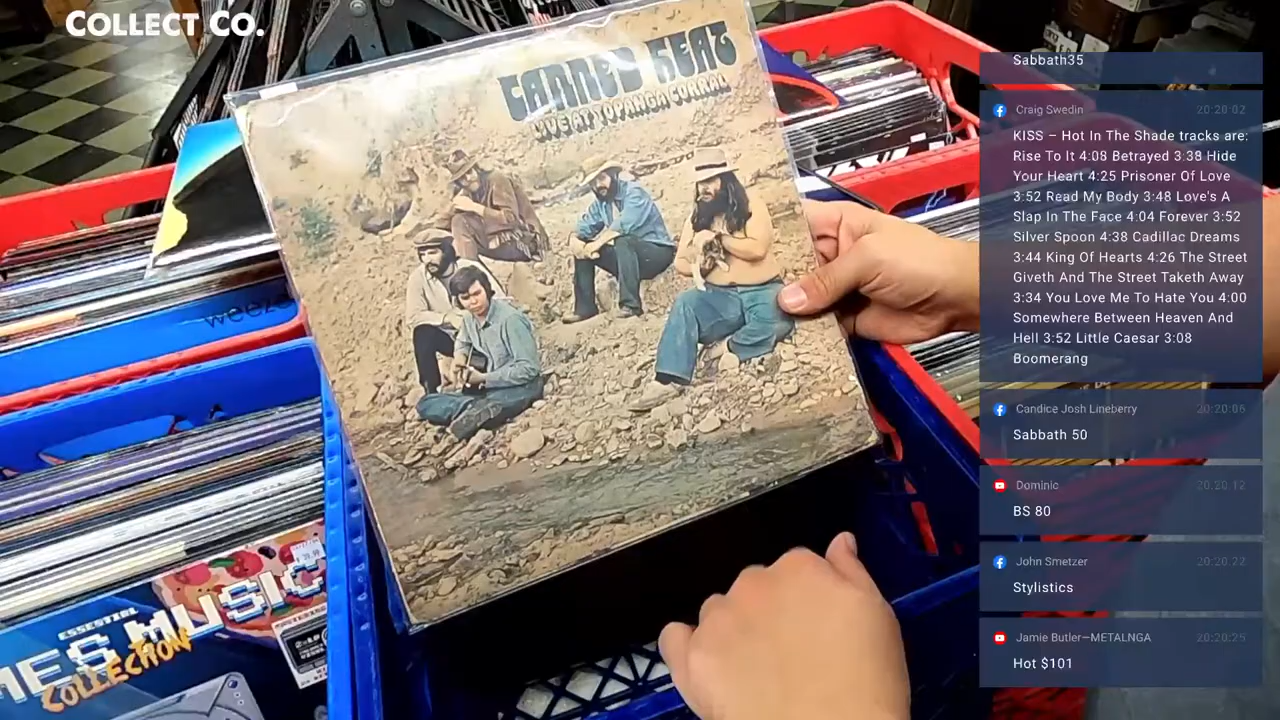 COLLECT CO.
CANNED HEAT
LIVE AT TOPANGA CORRAL
weeze
ESSENTIAL
MES MUSIC
COLLECTION
Sabbath35
Craig Swedin 20:20:02
KISS – Hot In The Shade tracks are:
Rise To It 4:08 Betrayed 3:38 Hide
Your Heart 4:25 Prisoner Of Love
3:52 Read My Body 3:48 Love's A
Slap In The Face 4:04 Forever 3:52
Silver Spoon 4:38 Cadillac Dreams
3:44 King Of Hearts 4:26 The Street
Giveth And The Street Taketh Away
3:34 You Love Me To Hate You 4:00
Somewhere Between Heaven And
Hell 3:52 Little Caesar 3:08
Boomerang
Candice Josh Lineberry 20:20:06
Sabbath 50
Dominic 20:20:12
BS 80
John Smetzer 20:20:22
Stylistics
Jamie Butler—METALNGA 20:20:25
Hot $101